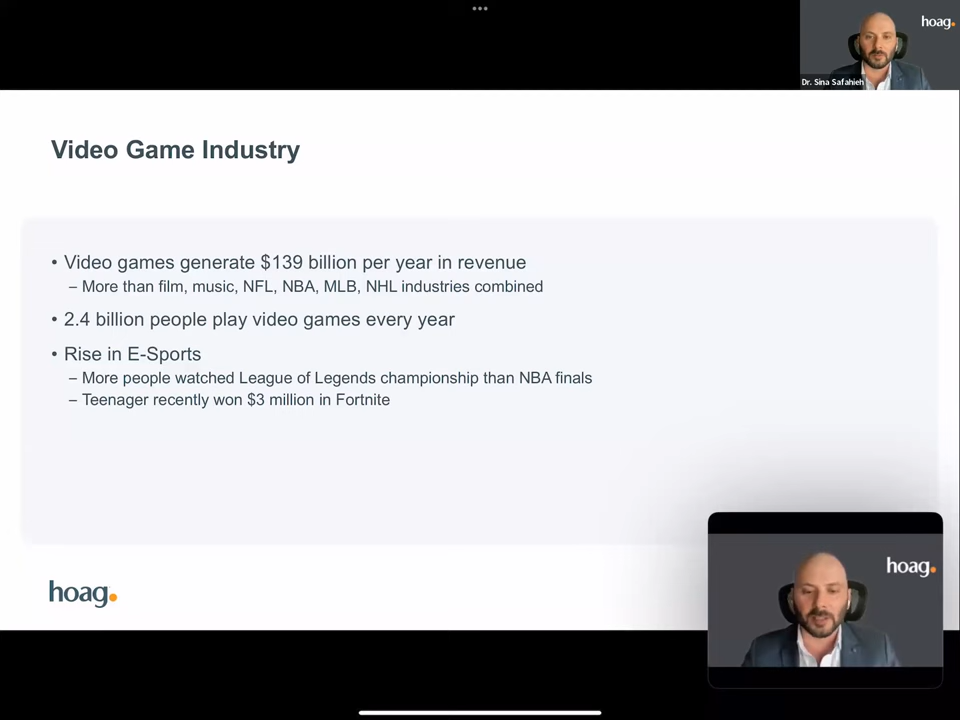 hoag.
Dr. Sina Safahieh
Video Game Industry
• Video games generate $139 billion per year in revenue
– More than film, music, NFL, NBA, MLB, NHL industries combined
• 2.4 billion people play video games every year
• Rise in E-Sports
– More people watched League of Legends championship than NBA finals
– Teenager recently won $3 million in Fortnite
hoag.
hoag.